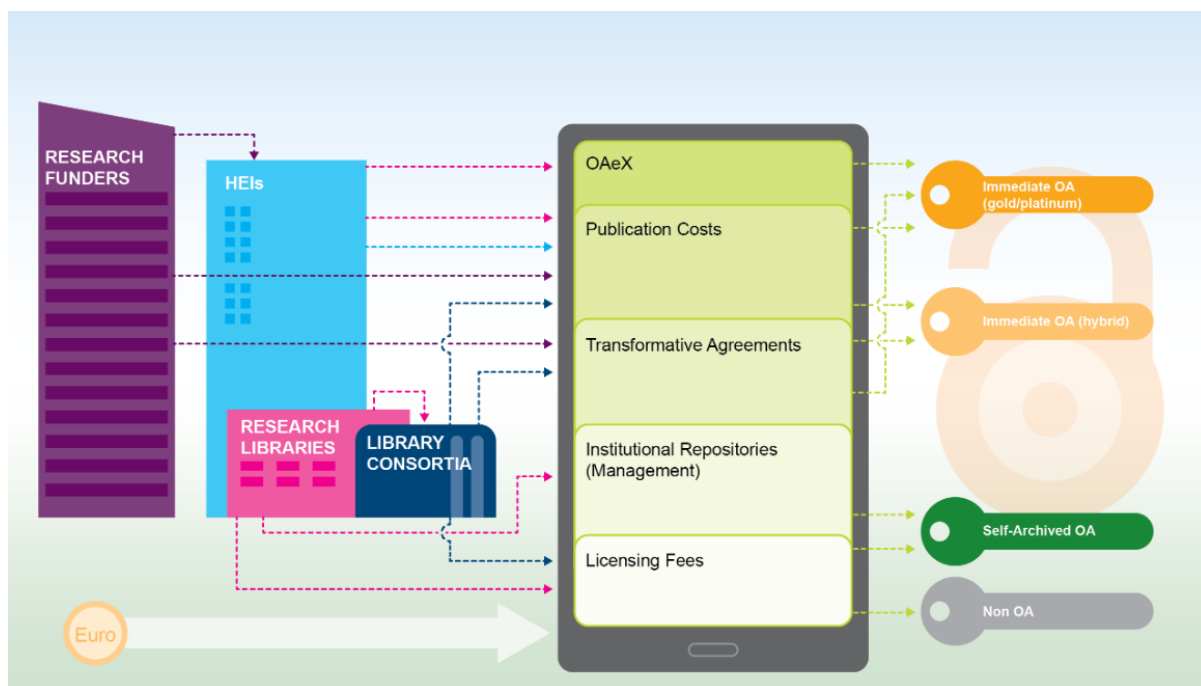 RESEARCH
FUNDERS
HEIs
RESEARCH
LIBRARIES
LIBRARY
CONSORTIA
Euro
OAeX
Publication Costs
Transformative Agreements
Institutional Repositories
(Management)
Licensing Fees
Immediate OA
(gold/platinum)
Immediate OA (hybrid)
Self-Archived OA
Non OA